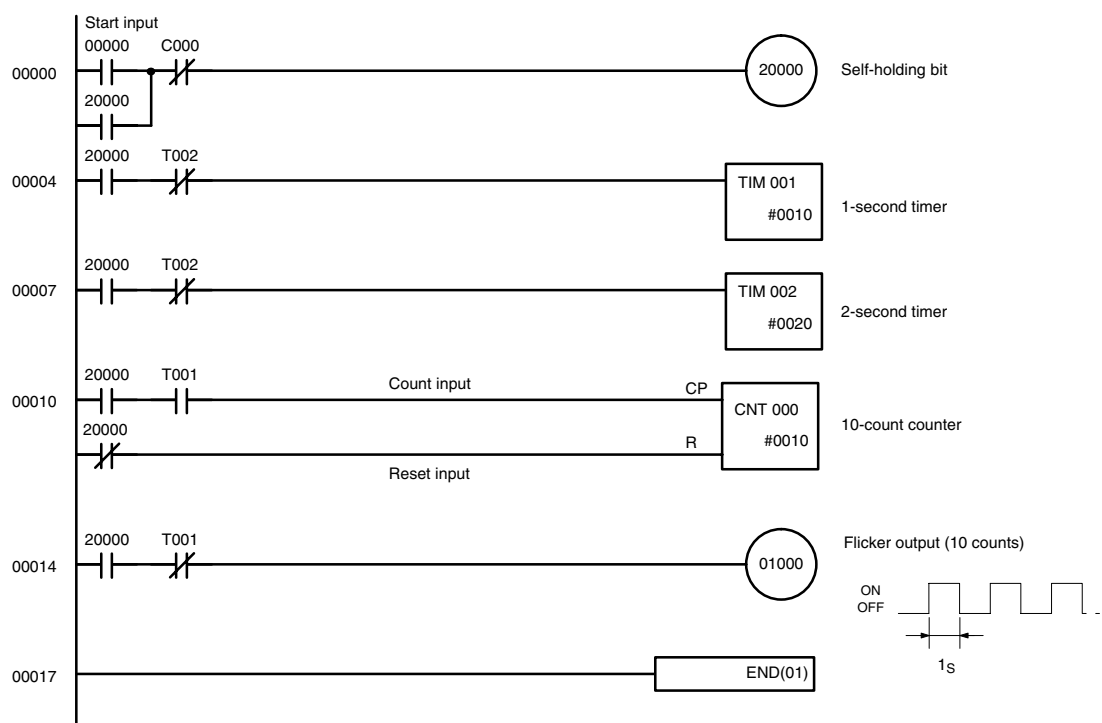 Start input
00000 C000
00000
20000
20000 Self-holding bit
20000 T002
00004
TIM 001
#0010
1-second timer
20000 T002
00007
TIM 002
#0020
2-second timer
20000 T001
00010
Count input CP
CNT 000
#0010
10-count counter
20000
R
Reset input
20000 T001
00014
01000
Flicker output (10 counts)
ON
OFF
1S
00017
END(01)